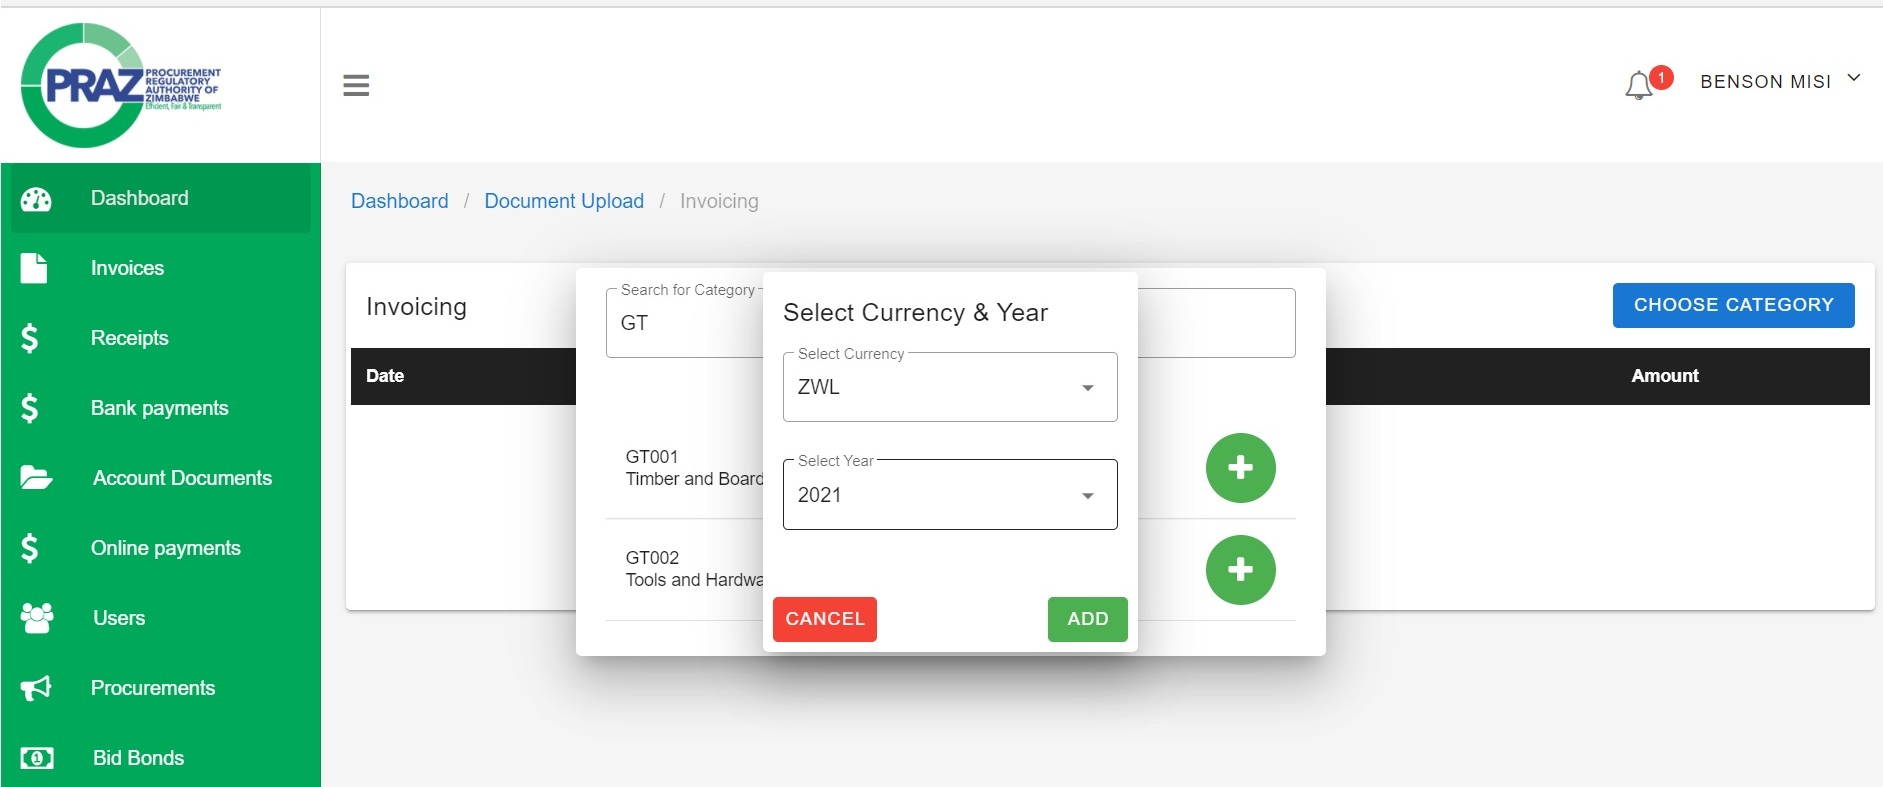 PRAZ
PROCUREMENT
REGULATORY
AUTHORITY OF
ZIMBABWE
Efficient, Fair & Transparent
1
BENSON MISI
Dashboard
Invoices
Receipts
Bank payments
Account Documents
Online payments
Users
Procurements
Bid Bonds
Dashboard / Document Upload / Invoicing
Invoicing
CHOOSE CATEGORY
Date
Amount
Search for Category
GT
GT001
Timber and Board
GT002
Tools and Hardwa
Select Currency & Year
Select Currency
ZWL
Select Year
2021
CANCEL
ADD